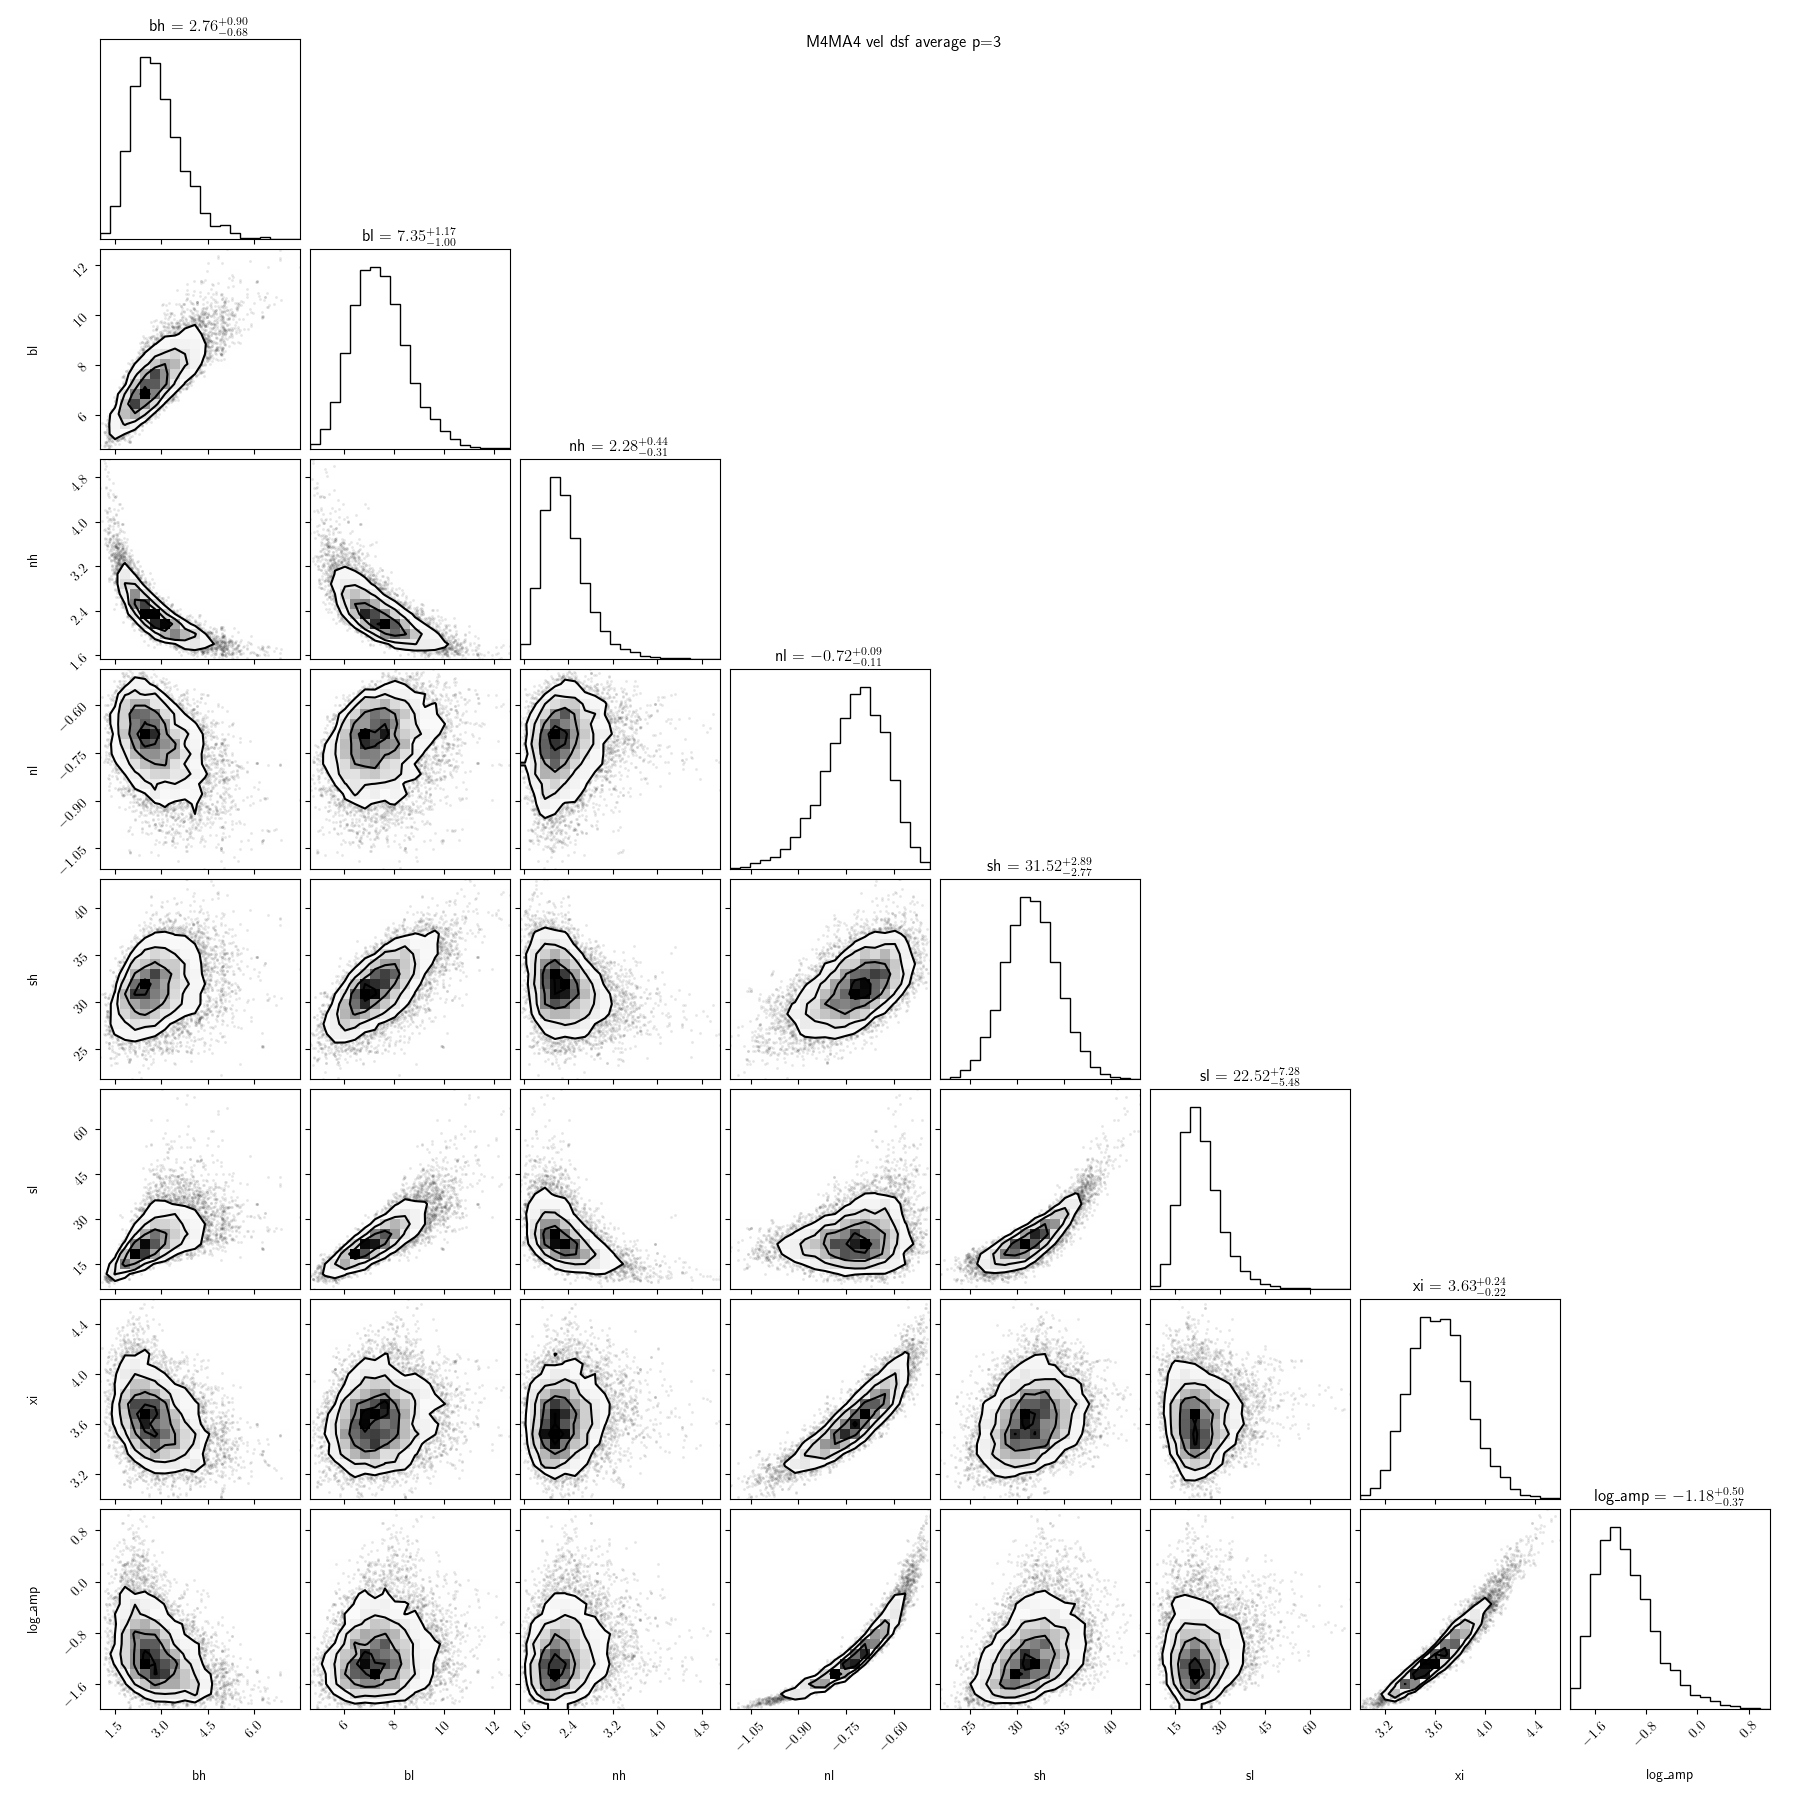 bh = 2.76+0.90 −0.68
M4MA4 vel dsf average p=3
bl = 7.35+1.17 −1.00
12
10
8
6
bl
nh = 2.28+0.44 −0.31
4.8
4.0
3.2
2.4
1.6
nh
nl = −0.72+0.09 −0.11
−0.60
−0.75
−0.90
−1.05
nl
sh = 31.52+2.89 −2.77
40
35
30
25
sh
sl = 22.52+7.28 −5.48
60
45
30
15
sl
xi = 3.63+0.24 −0.22
4.4
4.0
3.6
3.2
xi
log_amp = −1.18+0.50 −0.37
0.8
0.0
−0.8
−1.6
log_amp
1.5 3.0 4.5 6.0 6 8 10 12 1.6 2.4 3.2 4.0 4.8 −1.05 −0.90 −0.75 −0.60 25 30 35 40 15 30 45 60 3.2 3.6 4.0 4.4 −1.6 −0.8 0.0 0.8
bh bl nh nl sh sl xi log_amp